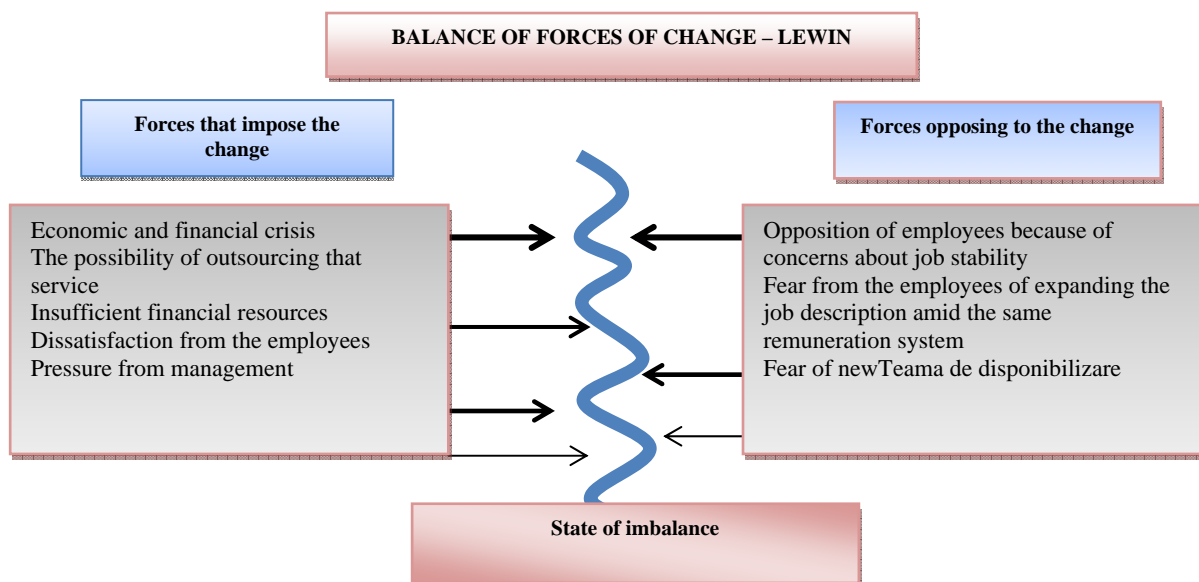 BALANCE OF FORCES OF CHANGE – LEWIN
Forces that impose the
change
Forces opposing to the change
Economic and financial crisis
The possibility of outsourcing that
service
Insufficient financial resources
Dissatisfaction from the employees
Pressure from management
Opposition of employees because of
concerns about job stability
Fear from the employees of expanding the
job description amid the same
remuneration system
Fear of newTeama de disponibilizare
State of imbalance